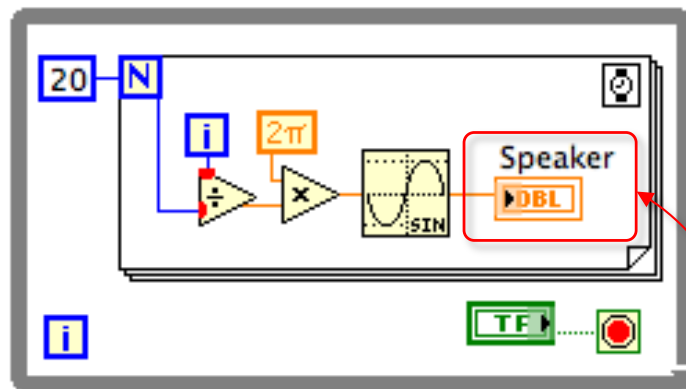 20 N
i 2π
÷ × SIN
Speaker
DBL
i TF